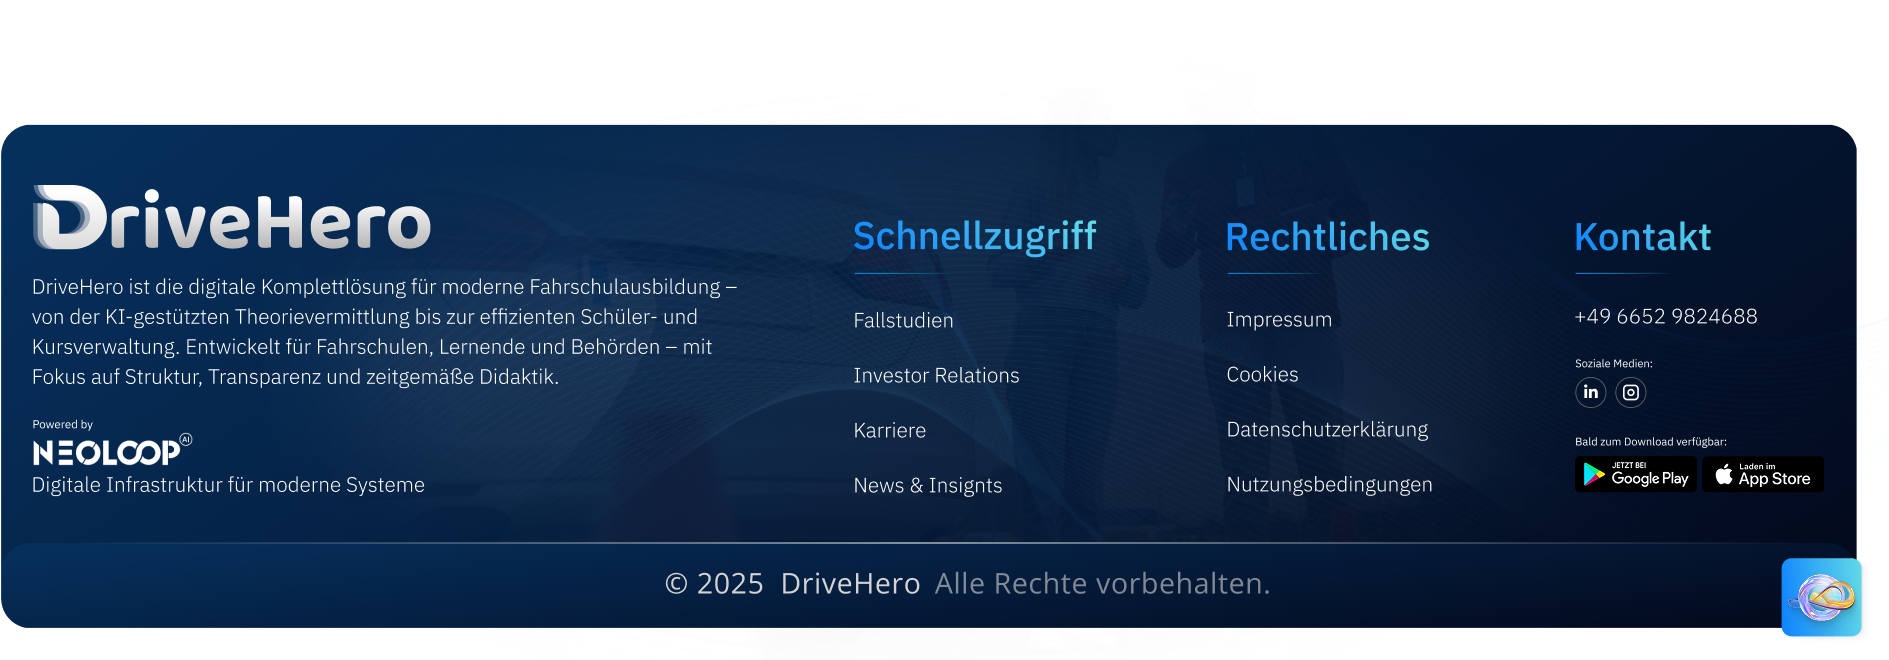 DriveHero
DriveHero ist die digitale Komplettlösung für moderne Fahrschulausbildung –
von der KI-gestützten Theorievermittlung bis zur effizienten Schüler- und
Kursverwaltung. Entwickelt für Fahrschulen, Lernende und Behörden – mit
Fokus auf Struktur, Transparenz und zeitgemäße Didaktik.
Powered by
NEOLOOP AI
Digitale Infrastruktur für moderne Systeme
Schnellzugriff
Fallstudien
Investor Relations
Karriere
News & Insignts
Rechtliches
Impressum
Cookies
Datenschutzerklärung
Nutzungsbedingungen
Kontakt
+49 6652 9824688
Soziale Medien:
in
Bald zum Download verfügbar:
JETZT BEI
Google Play
Laden im
App Store
© 2025 DriveHero Alle Rechte vorbehalten.